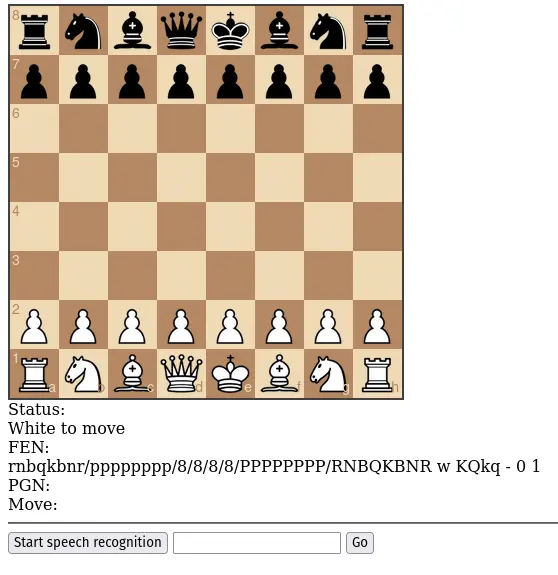 8
7
6
5
4
3
2
1
a b c d e f g h
Status:
White to move
FEN:
rnbqkbnr/pppppppp/8/8/8/8/PPPPPPPP/RNBQKBNR w KQkq - 0 1
PGN:
Move:
Start speech recognition Go